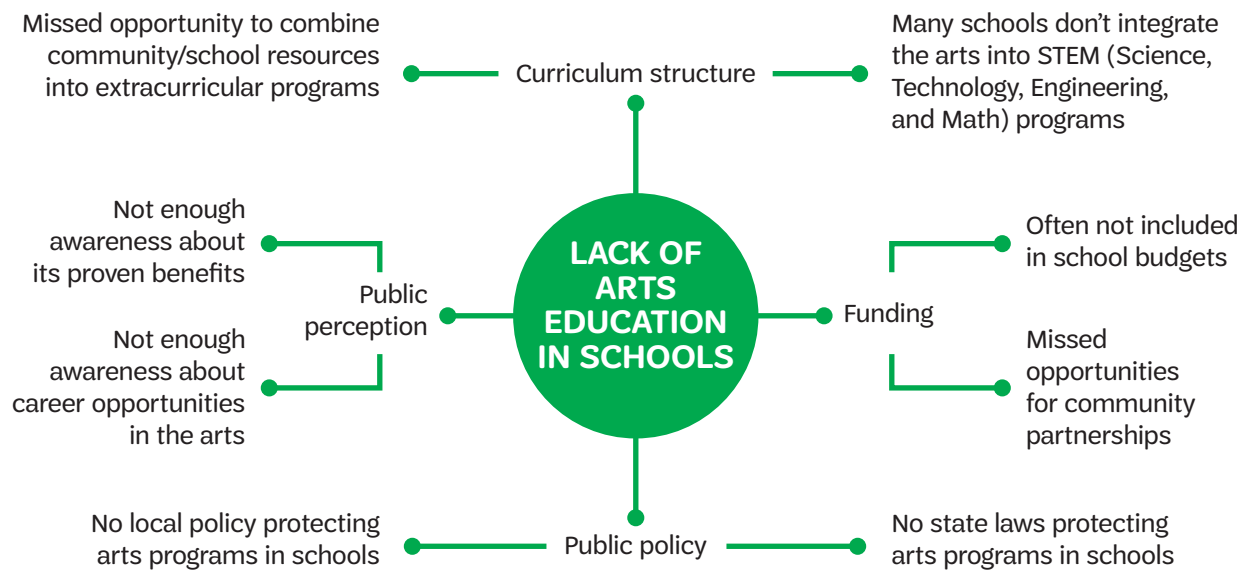 Missed opportunity to combine
community/school resources
into extracurricular programs
Curriculum structure
Many schools don’t integrate
the arts into STEM (Science,
Technology, Engineering,
and Math) programs
Not enough
awareness about
its proven benefits
Public
perception
Not enough
awareness about
career opportunities
in the arts
LACK OF
ARTS
EDUCATION
IN SCHOOLS
Funding
Often not included
in school budgets
Missed
opportunities
for community
partnerships
No local policy protecting
arts programs in schools
Public policy
No state laws protecting
arts programs in schools